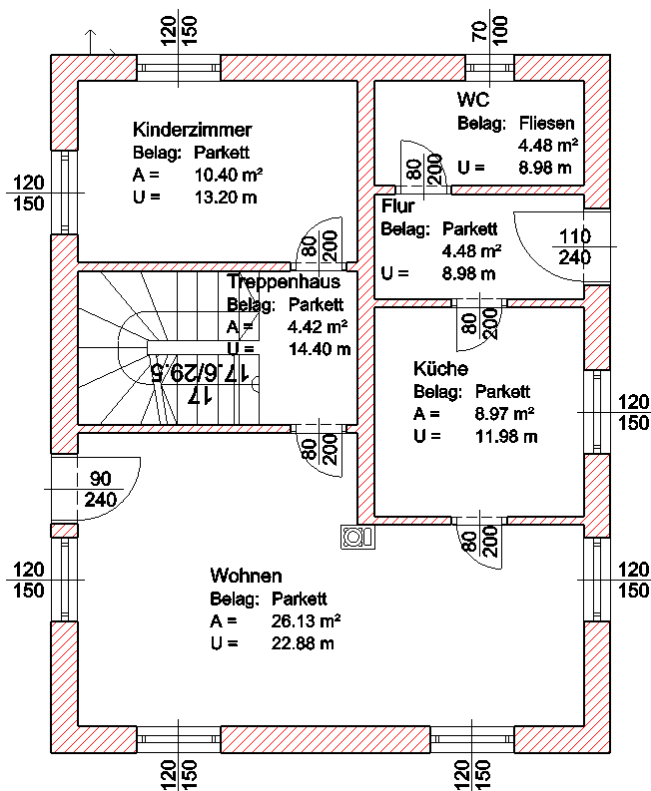 120
150
70
100
Kinderzimmer
Belag: Parkett
A = 10.40 m²
U = 13.20 m
WC
Belag: Fliesen
4.48 m²
U = 8.98 m
120
150
80
200
Flur
Belag: Parkett
4.48 m²
U = 8.98 m
110
240
80
200
Treppenhaus
Belag: Parkett
A = 4.42 m²
U = 14.40 m
17
17.6/29.5
80
200
Küche
Belag: Parkett
A = 8.97 m²
U = 11.98 m
120
150
80
200
90
240
80
200
120
150
Wohnen
Belag: Parkett
A = 26.13 m²
U = 22.88 m
120
150
120
150
120
150